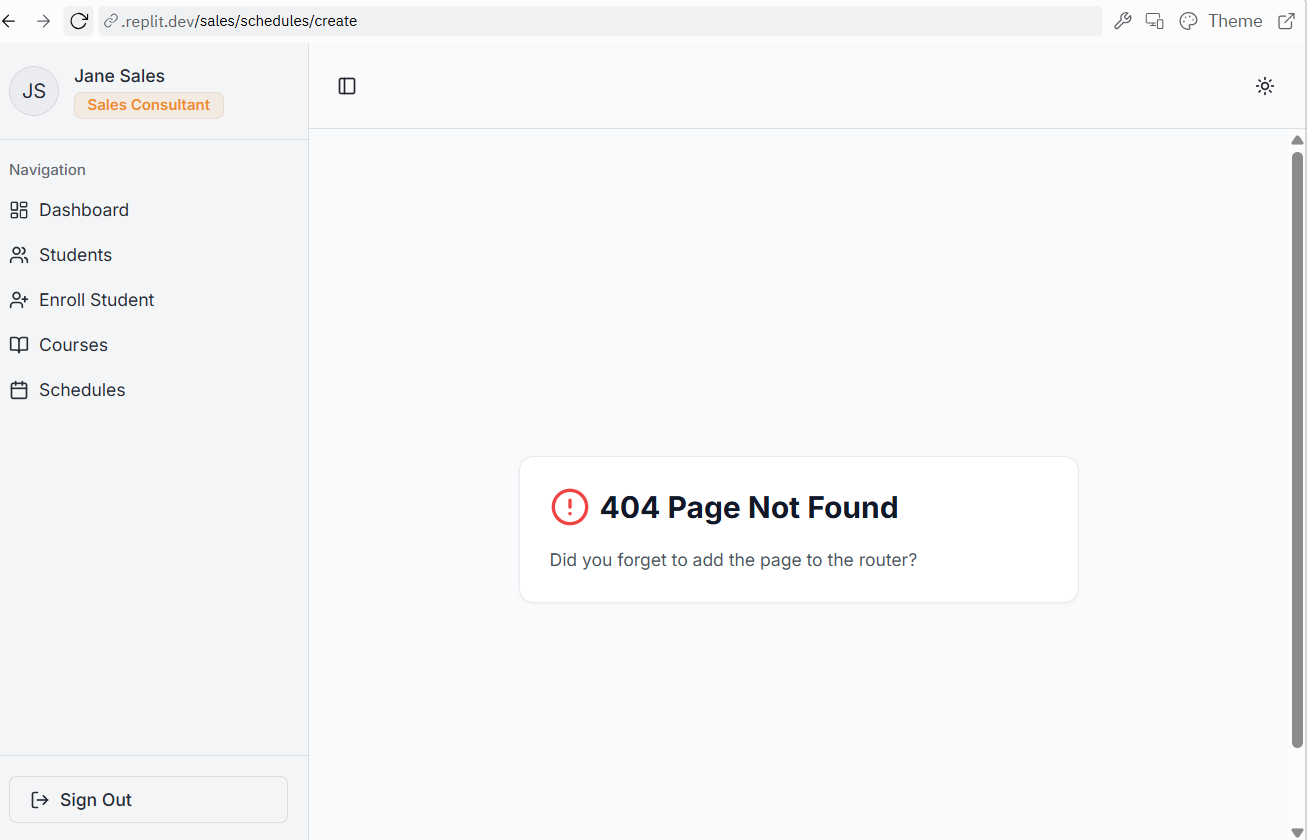 .replit.dev/sales/schedules/create
Theme
JS
Jane Sales
Sales Consultant
Navigation
Dashboard
Students
Enroll Student
Courses
Schedules
404 Page Not Found
Did you forget to add the page to the router?
Sign Out